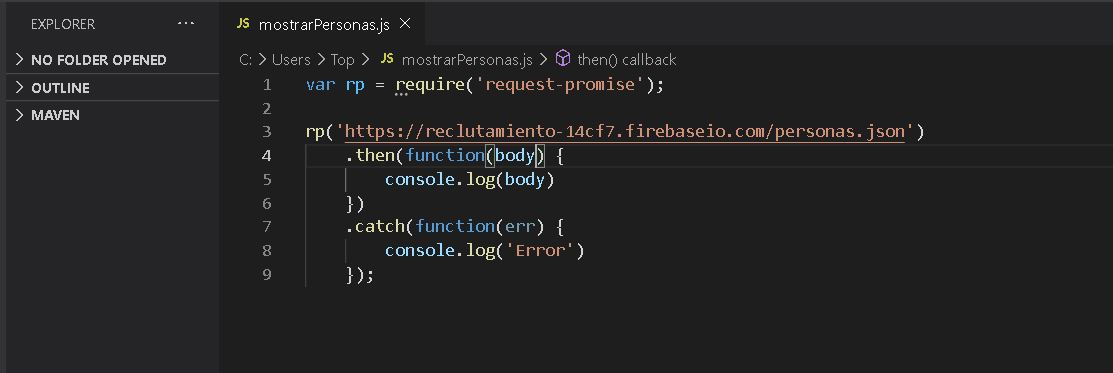 EXPLORER ...
NO FOLDER OPENED
OUTLINE
MAVEN
JS mostrarPersonas.js ×
C: > Users > Top > JS mostrarPersonas.js > then() callback
1 var rp = require('request-promise');
2
3 rp('https://reclutamiento-14cf7.firebaseio.com/personas.json')
4 .then(function(body) {
5 console.log(body)
6 })
7 .catch(function(err) {
8 console.log('Error')
9 });